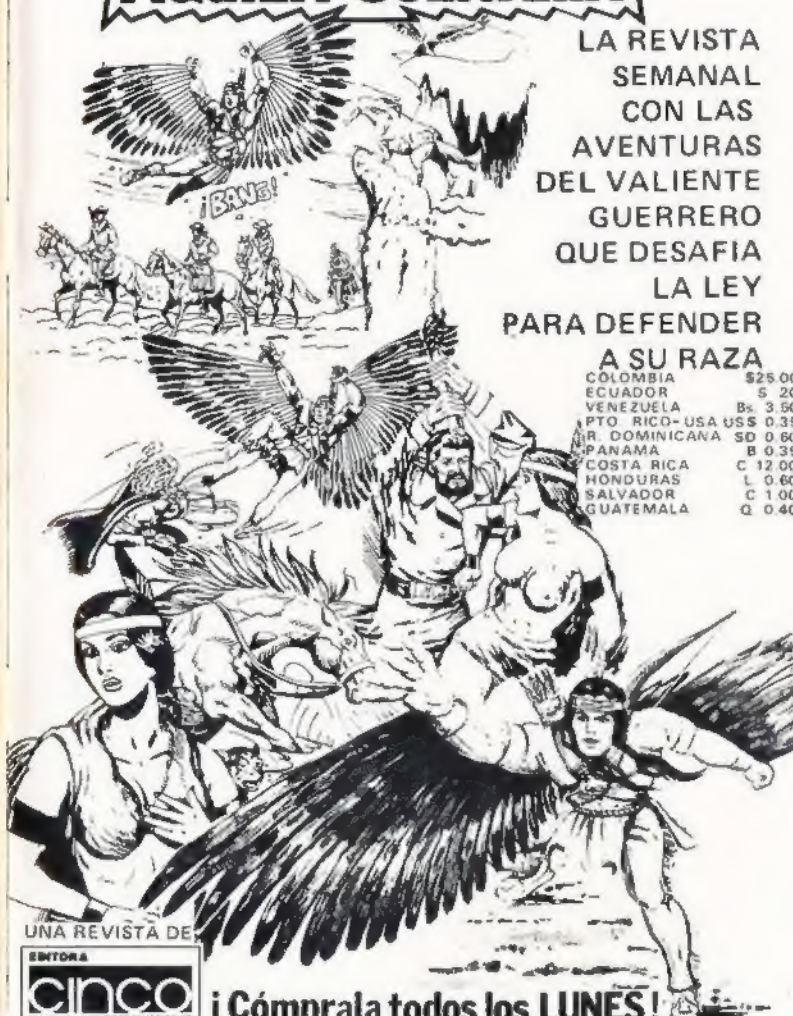 LA REVISTA
SEMANAL
CON LAS
AVENTURAS
DEL VALIENTE
GUERRERO
QUE DESAFIA
LA LEY
PARA DEFENDER
A SU RAZA
¡BANG!
COLOMBIA $25.00
ECUADOR S 20
VENEZUELA Bs. 3.50
PTO. RICO-USA US$ 0.35
R. DOMINICANA SD 0.60
PANAMA B 0.35
COSTA RICA C 12.00
HONDURAS L 0.60
SALVADOR C 1.00
GUATEMALA Q 0.40
UNA REVISTA DE
EDITORA
CINCO
¡Cómprala todos los LUNES!